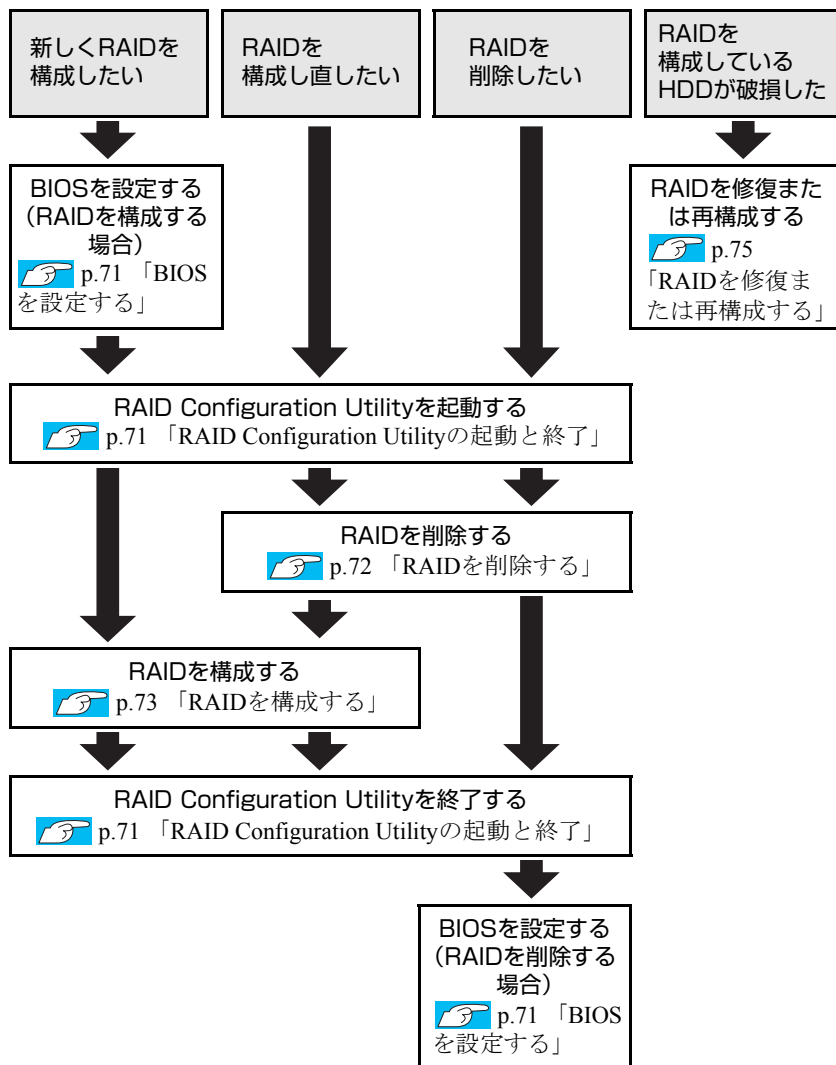 新しくRAIDを
構成したい
RAIDを
構成し直したい
RAIDを
削除したい
RAIDを
構成している
HDDが破損した
BIOSを設定する
（RAIDを構成する
場合）
p.71 「BIOS
を設定する」
RAIDを修復また
は再構成する
p.75
「RAIDを修復ま
たは再構成する」
RAID Configuration Utilityを起動する
p.71 「RAID Configuration Utilityの起動と終了」
RAIDを削除する
p.72 「RAIDを削除する」
RAIDを構成する
p.73 「RAIDを構成する」
RAID Configuration Utilityを終了する
p.71 「RAID Configuration Utilityの起動と終了」
BIOSを設定する
（RAIDを削除する
場合）
p.71 「BIOS
を設定する」